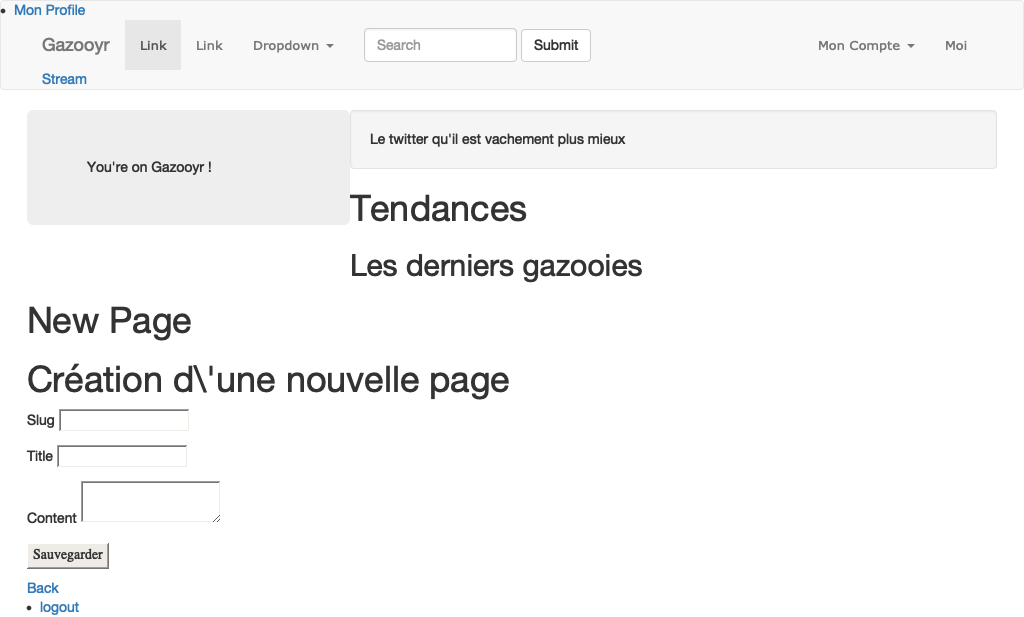 Mon Profile
Gazooyr Link Link Dropdown Search Submit Mon Compte Moi
Stream
You're on Gazooyr !
Le twitter qu'il est vachement plus mieux
Tendances
Les derniers gazooies
New Page
Création d\'une nouvelle page
Slug
Title
Content
Sauvegarder
Back
logout